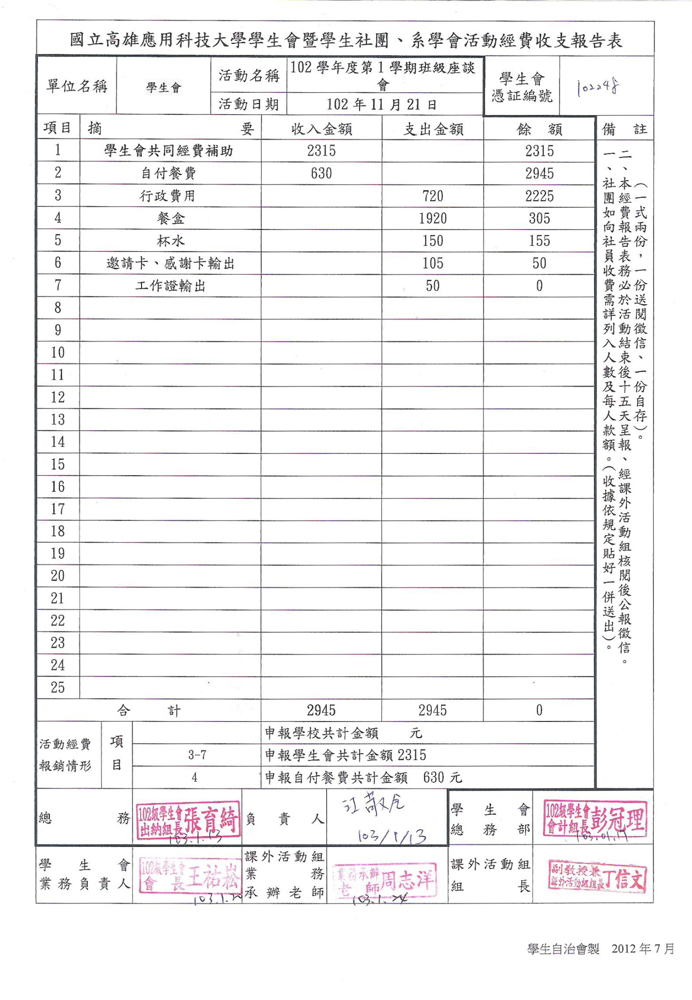 國立高雄應用科技大學學生會暨學生社團、系學會活動經費收支報告表
單位名稱 學生會 活動名稱 102 學年度第 1 學期班級座談
會
活動日期 102 年 11 月 21 日
學生會
憑証編號
項目 摘 要 收入金額 支出金額 餘 額 備 註
1 學生會共同經費補助 2315 2315
2 自付餐費 630 2945
3 行政費用 720 2225
4 餐盒 1920 305
5 杯水 150 155
6 邀請卡、感謝卡輸出 105 50
7 工作證輸出 50 0
8
9
10
11
12
13
14
15
16
17
18
19
20
21
22
23
24
25
合 計 2945 2945 0
一、社團如向社員收費需詳列入人數及每人款額。(收據依規定貼好一併送出)。
二、本經費報告表務必於活動結束後十五天呈報、經課外活動組核閱後公報徵信。
(一式兩份,一份送閱徵信、一份自存)。
活動經費
報銷情形
項
目
申報學校共計金額 元
3-7 申報學生會共計金額 2315
4 申報自付餐費共計金額 630 元
總 務
102級學生會
出納組長 張育綺
103.1.13
負 責 人
103/1/13
學 生 會
總 務 部
102級學生會
會計組長 彭冠理
103.01.17
學 生 會
業 務 負 責 人
102級學生會
會 長 王祐崧
課外活動組
業 務
承 辦 老 師
業務承辦
老 師 周志洋
103.1.24
課外活動組
組 長
副教授兼
課外活動組組長 丁信文
學生自治會製 2012 年 7 月